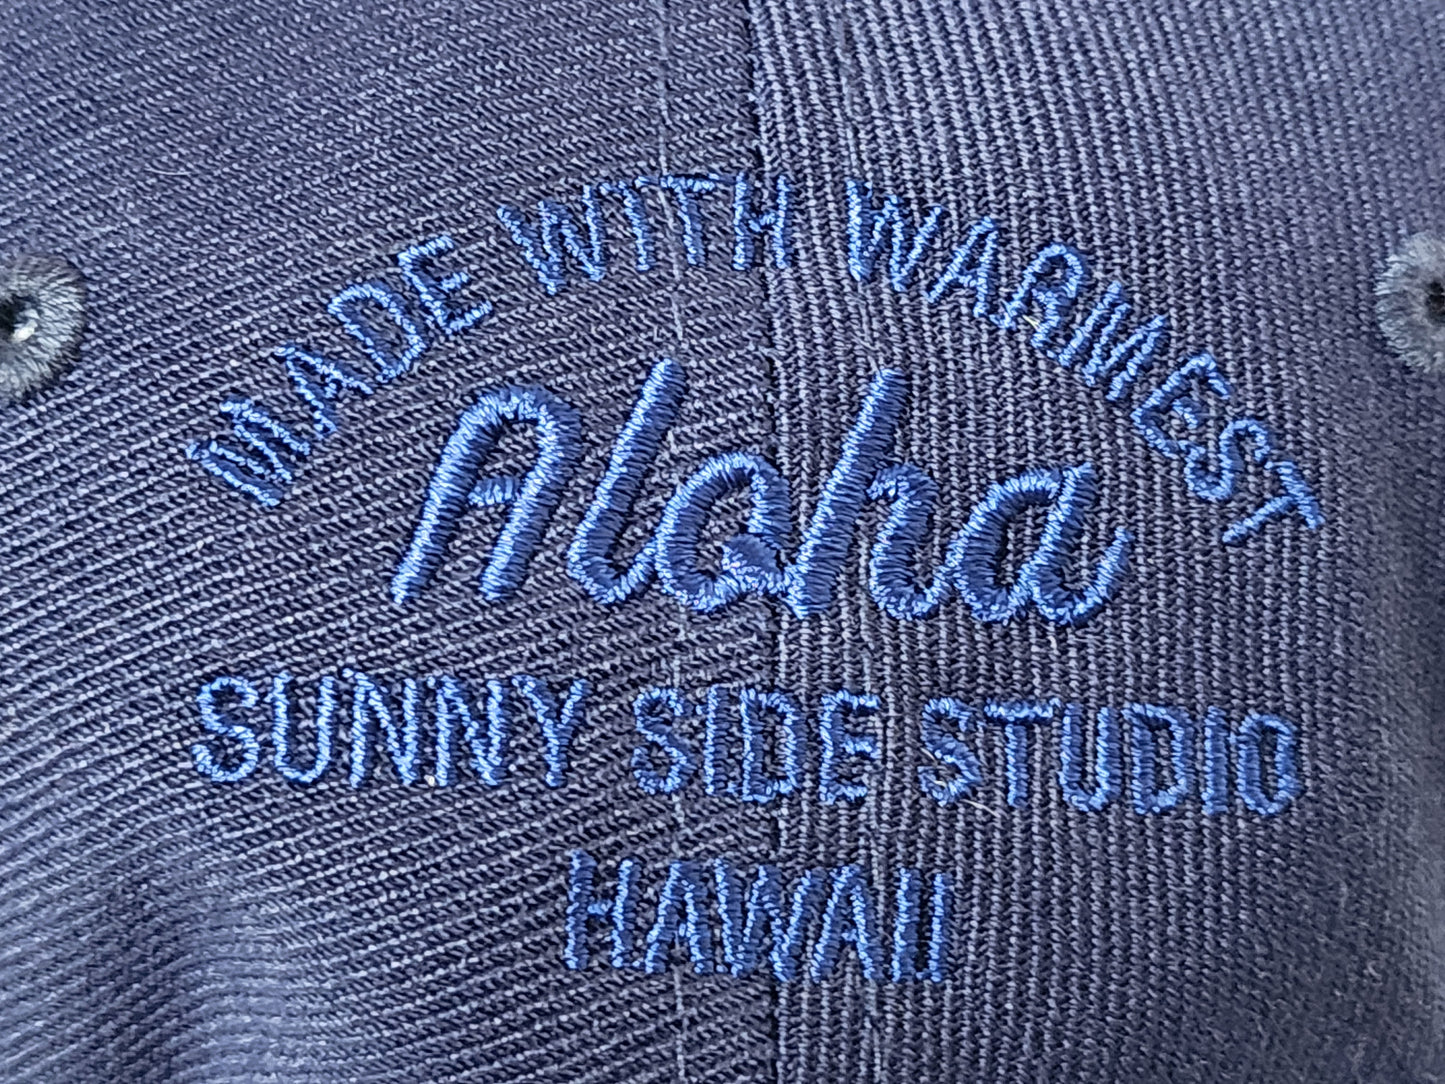 MADE WITH WARMEST
Aloha
SUNNY SIDE STUDIO
HAWAII